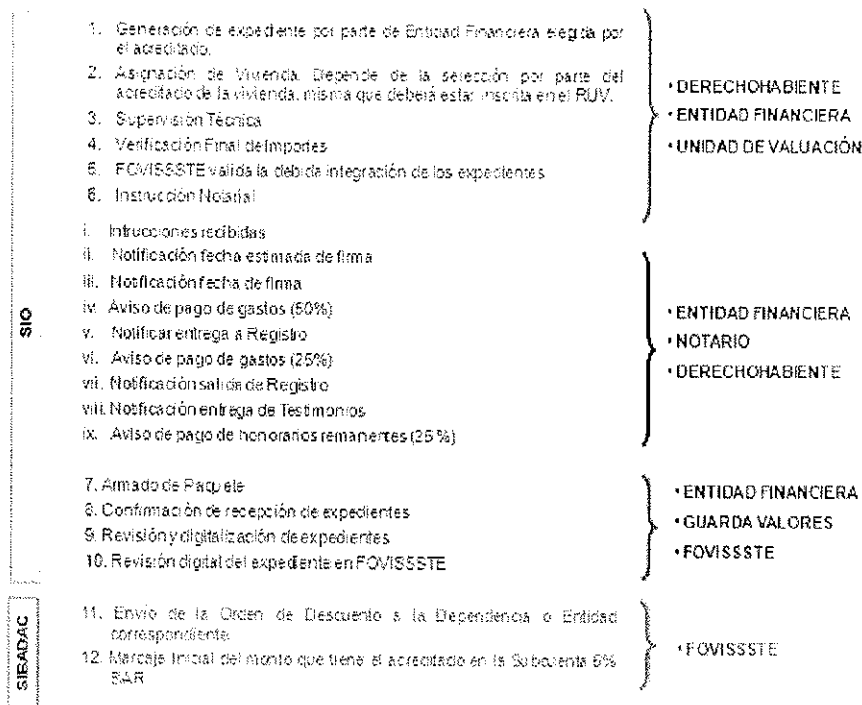 1. Generación de expediente por parte de Entidad Financiera elegida por
el acreditado.
2. Asignación de Vivienda. Depende de la selección por parte del
acreditado de la vivienda, misma que deberá estar inscrita en el RUV.
3. Supervisión Técnica
4. Verificación Final de Importes
5. FOVISSSTE valida la debida integración de los expedientes
6. Instrucción Notarial
• DERECHOHABIENTE
• ENTIDAD FINANCIERA
• UNIDAD DE VALUACIÓN
SIO
i. Intrucciones recibidas
ii. Notificación fecha estimada de firma
iii. Notificación fecha de firma
iv. Aviso de pago de gastos (50%)
v. Notificar entrega a Registro
vi. Aviso de pago de gastos (25%)
vii. Notificación salida de Registro
viii. Notificación entrega de Testimonios
ix. Aviso de pago de honorarios remanentes (25%)
• ENTIDAD FINANCIERA
• NOTARIO
• DERECHOHABIENTE
7. Armado de Paquete
8. Confirmación de recepción de expedientes
9. Revisión y digitalización de expedientes
10. Revisión digital del expediente en FOVISSSTE
• ENTIDAD FINANCIERA
• GUARDA VALORES
• FOVISSSTE
SIBADAC
11. Envío de la Orden de Descuento a la Dependencia o Entidad
correspondiente
12. Marcaje Inicial del monto que tiene el acreditado en la Subcuenta 5%
SAR
• FOVISSSTE